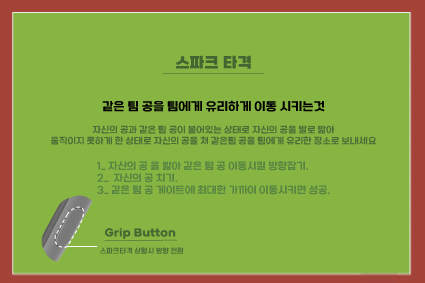 스파크 타격
같은 팀 공을 팀에게 유리하게 이동 시키는것
자신의 공과 같은 팀 공이 붙어있는 상태로 자신의 공을 발로 밟아
움직이지 못하게 한 상태로 자신의 공을 쳐 같은팀 공을 팀에게 유리한 장소로 보내세요
1_ 자신의 공 을 밟아 같은 팀 공 이동시킬 방향잡기.
2_ 자신의 공 치기.
3_ 같은 팀 공 게이트에 최대한 가까이 이동시키면 성공.
Grip Button
스파크타격 상황시 방향 전환